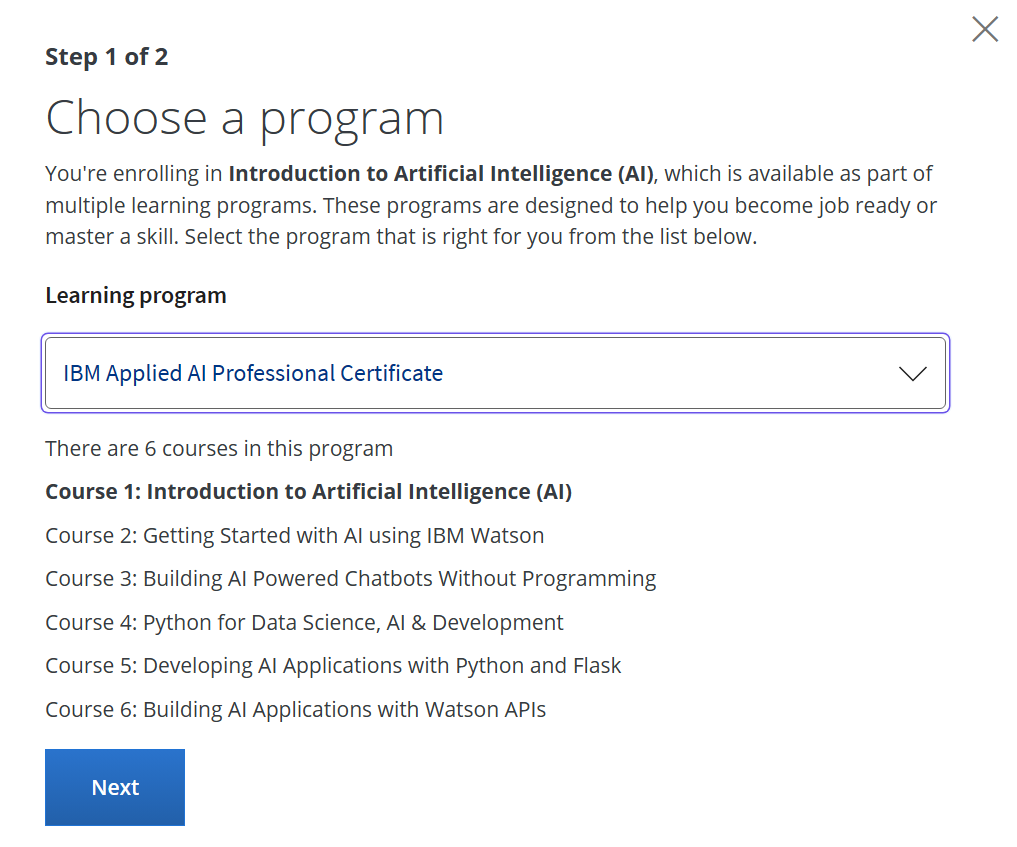 Step 1 of 2
Choose a program
You're enrolling in Introduction to Artificial Intelligence (AI), which is available as part of
multiple learning programs. These programs are designed to help you become job ready or
master a skill. Select the program that is right for you from the list below.
Learning program
IBM Applied AI Professional Certificate
There are 6 courses in this program
Course 1: Introduction to Artificial Intelligence (AI)
Course 2: Getting Started with AI using IBM Watson
Course 3: Building AI Powered Chatbots Without Programming
Course 4: Python for Data Science, AI & Development
Course 5: Developing AI Applications with Python and Flask
Course 6: Building AI Applications with Watson APIs
Next